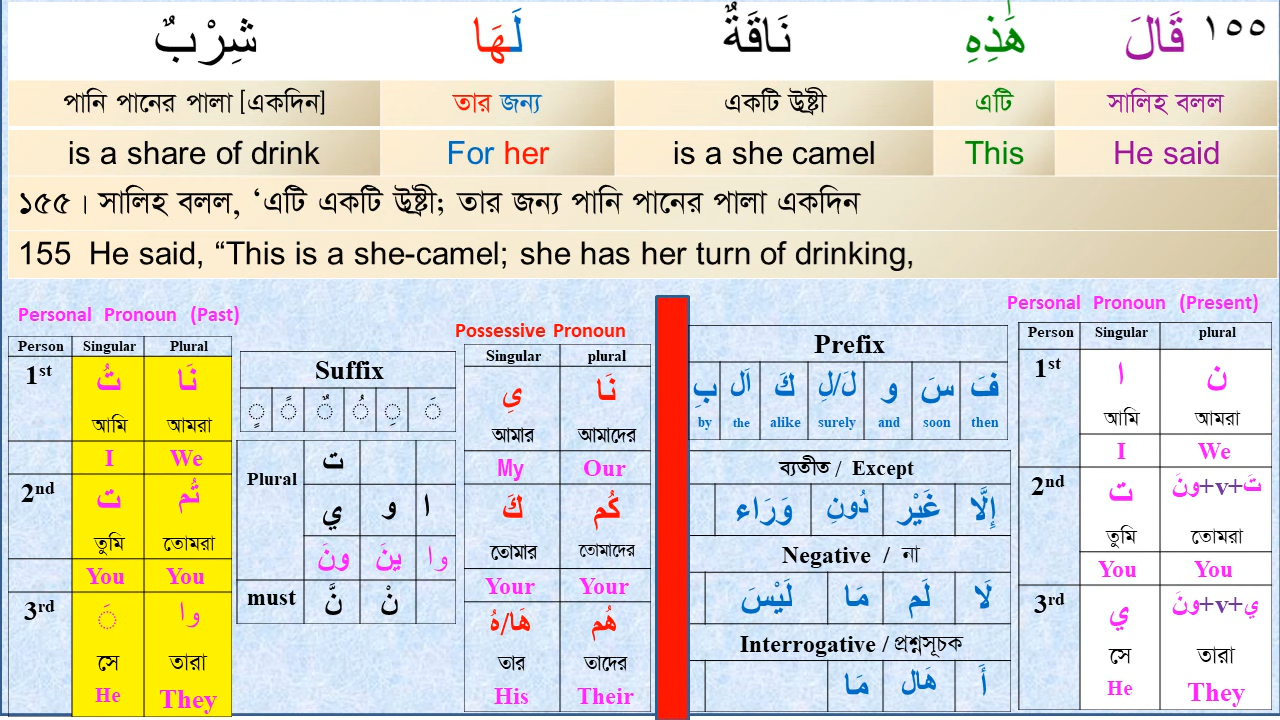 ١٥٥ قَالَ هَٰذِهِ نَاقَةٌ لَهَا شِرْبٌ
পানি পানের পালা [একদিন] তার জন্য একটি উষ্ট্রী এটি সালিহ বলল
is a share of drink For her is a she camel This He said
১৫৫। সালিহ বলল, ‘এটি একটি উষ্ট্রী; তার জন্য পানি পানের পালা একদিন
155 He said, “This is a she-camel; she has her turn of drinking,
Personal Pronoun (Past)
Person Singular Plural
1st تُ نَا
আমি আমরা
I We
2nd ت تُم
তুমি তোমরা
You You
3rd َ وا
সে তারা
He They
Suffix
ٍ ً ٌ ُ ِ َ
Plural ت
ي و ا
ونَ ينَ وا
must نَّ نْ
Possessive Pronoun
Singular plural
يِ نَا
আমার আমাদের
My Our
كَ كُم
তোমার তোমাদের
Your Your
هَا/هُ هُم
তার তাদের
His Their
Prefix
بِ اَل كَ لَ/لِ و سَ فَ
by the alike surely and soon then
ব্যতীত / Except
وَرَاء دُونِ غَيْر إِلَّا
Negative / না
لَيْسَ مَا لَم لَا
Interrogative / প্রশ্নসূচক
مَا هَال أَ
Personal Pronoun (Present)
Person Singular plural
1st ا ن
আমি আমরা
I We
2nd ت تَ+v+ونَ
তুমি তোমরা
You You
3rd ي ي+v+ونَ
সে তারা
He They